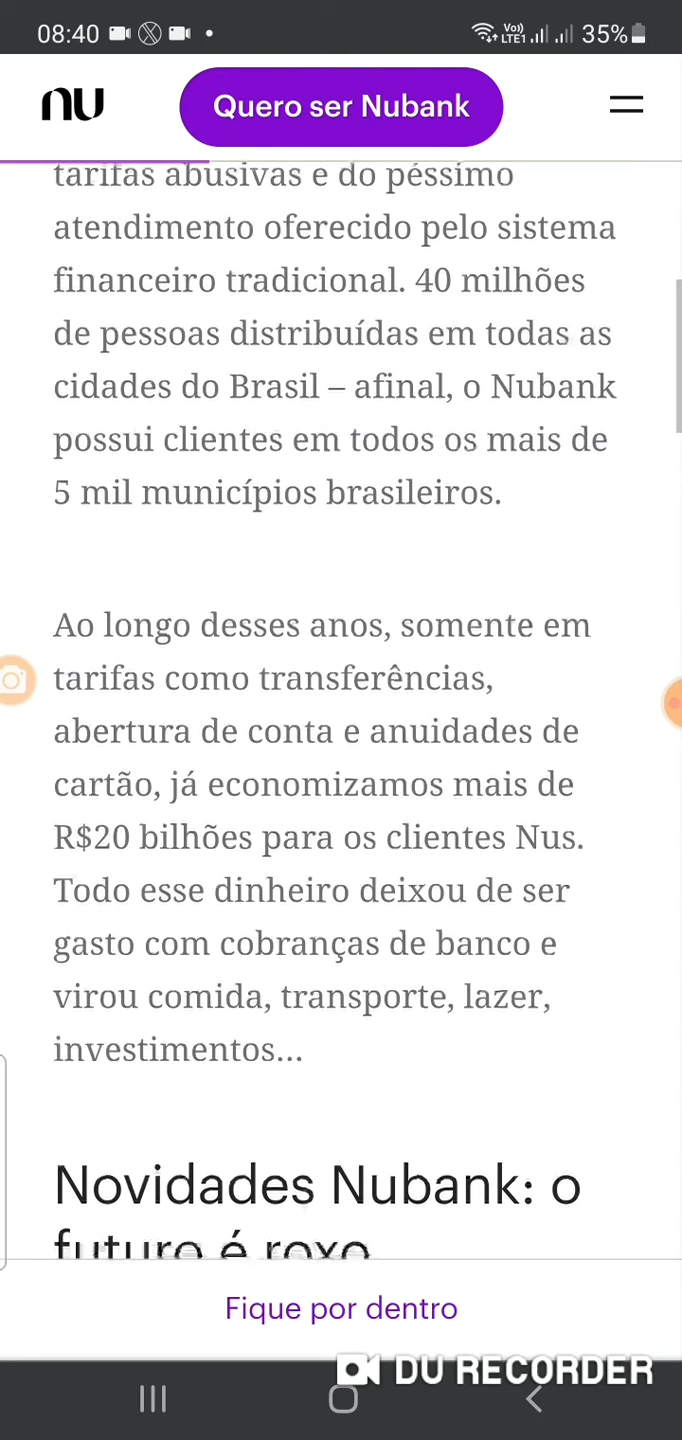 08:40
Vo)) LTE1 35%
nu Quero ser Nubank
tarifas abusivas e do péssimo
atendimento oferecido pelo sistema
financeiro tradicional. 40 milhões
de pessoas distribuídas em todas as
cidades do Brasil – afinal, o Nubank
possui clientes em todos os mais de
5 mil municípios brasileiros.
Ao longo desses anos, somente em
tarifas como transferências,
abertura de conta e anuidades de
cartão, já economizamos mais de
R$20 bilhões para os clientes Nus.
Todo esse dinheiro deixou de ser
gasto com cobranças de banco e
virou comida, transporte, lazer,
investimentos...
Novidades Nubank: o
futuro é roxo
Fique por dentro
DU RECORDER